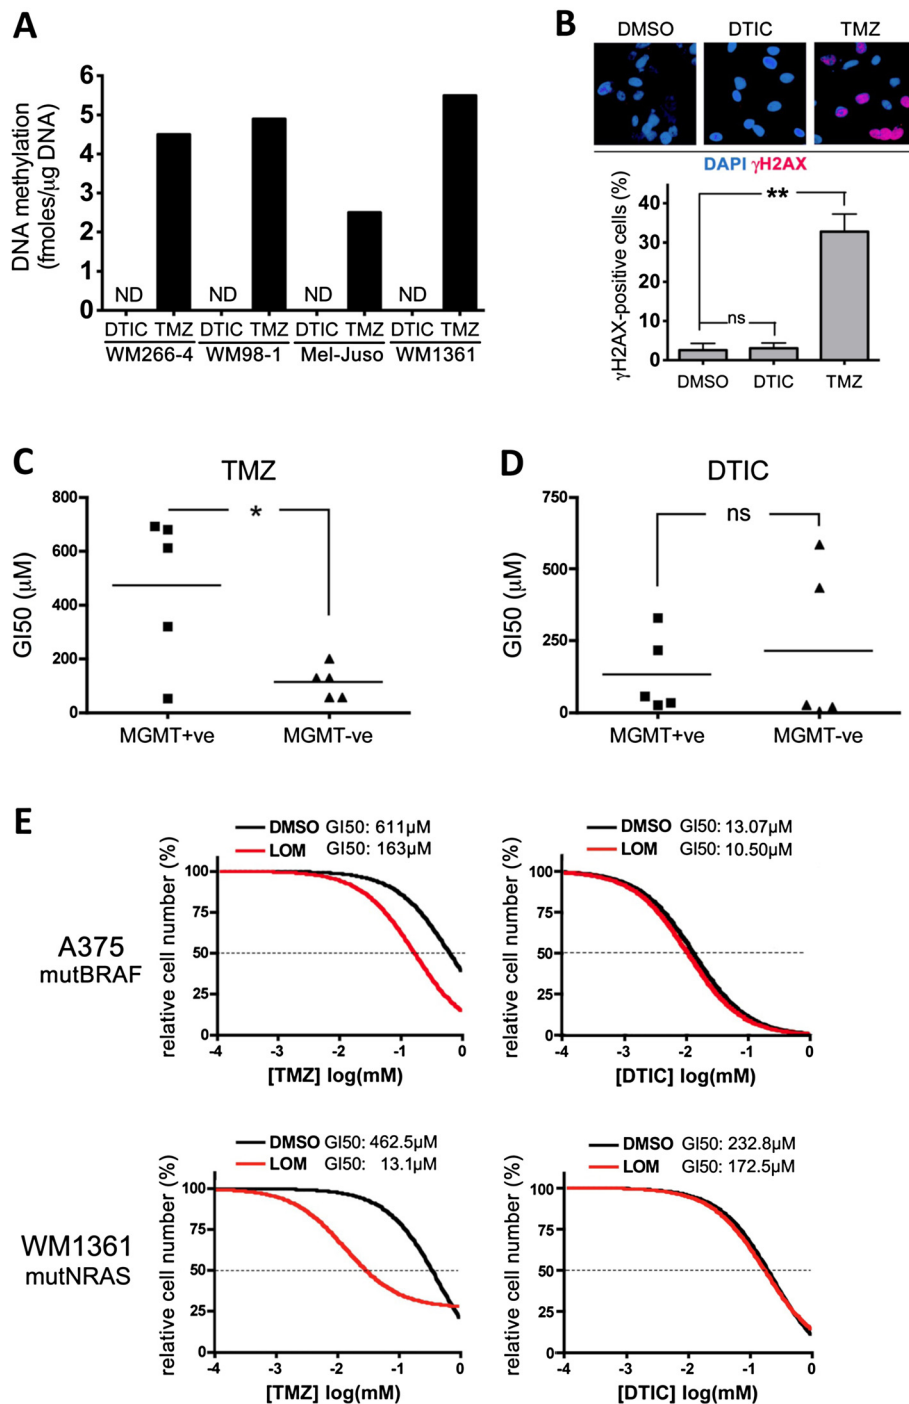 A
DNA methylation
(fmoles/µg DNA)
6
5
4
3
2
1
0
ND ND ND ND
DTIC TMZ DTIC TMZ DTIC TMZ DTIC TMZ
WM266-4 WM98-1 Mel-Juso WM1361
B
DMSO DTIC TMZ
DAPI γH2AX
γH2AX-positive cells (%)
40
30
20
10
0
**
ns
DMSO DTIC TMZ
C
TMZ
GI50 (µM)
800
600
400
200
0
*
MGMT+ve MGMT-ve
D
DTIC
GI50 (µM)
750
500
250
0
ns
MGMT+ve MGMT-ve
E
A375
mutBRAF
DMSO GI50: 611µM
LOM GI50: 163µM
relative cell number (%)
100
75
50
25
0
-4 -3 -2 -1 0
[TMZ] log(mM)
DMSO GI50: 13.07µM
LOM GI50: 10.50µM
relative cell number (%)
100
75
50
25
0
-4 -3 -2 -1 0
[DTIC] log(mM)
WM1361
mutNRAS
DMSO GI50: 462.5µM
LOM GI50: 13.1µM
relative cell number (%)
100
75
50
25
0
-4 -3 -2 -1 0
[TMZ] log(mM)
DMSO GI50: 232.8µM
LOM GI50: 172.5µM
relative cell number (%)
100
75
50
25
0
-4 -3 -2 -1 0
[DTIC] log(mM)